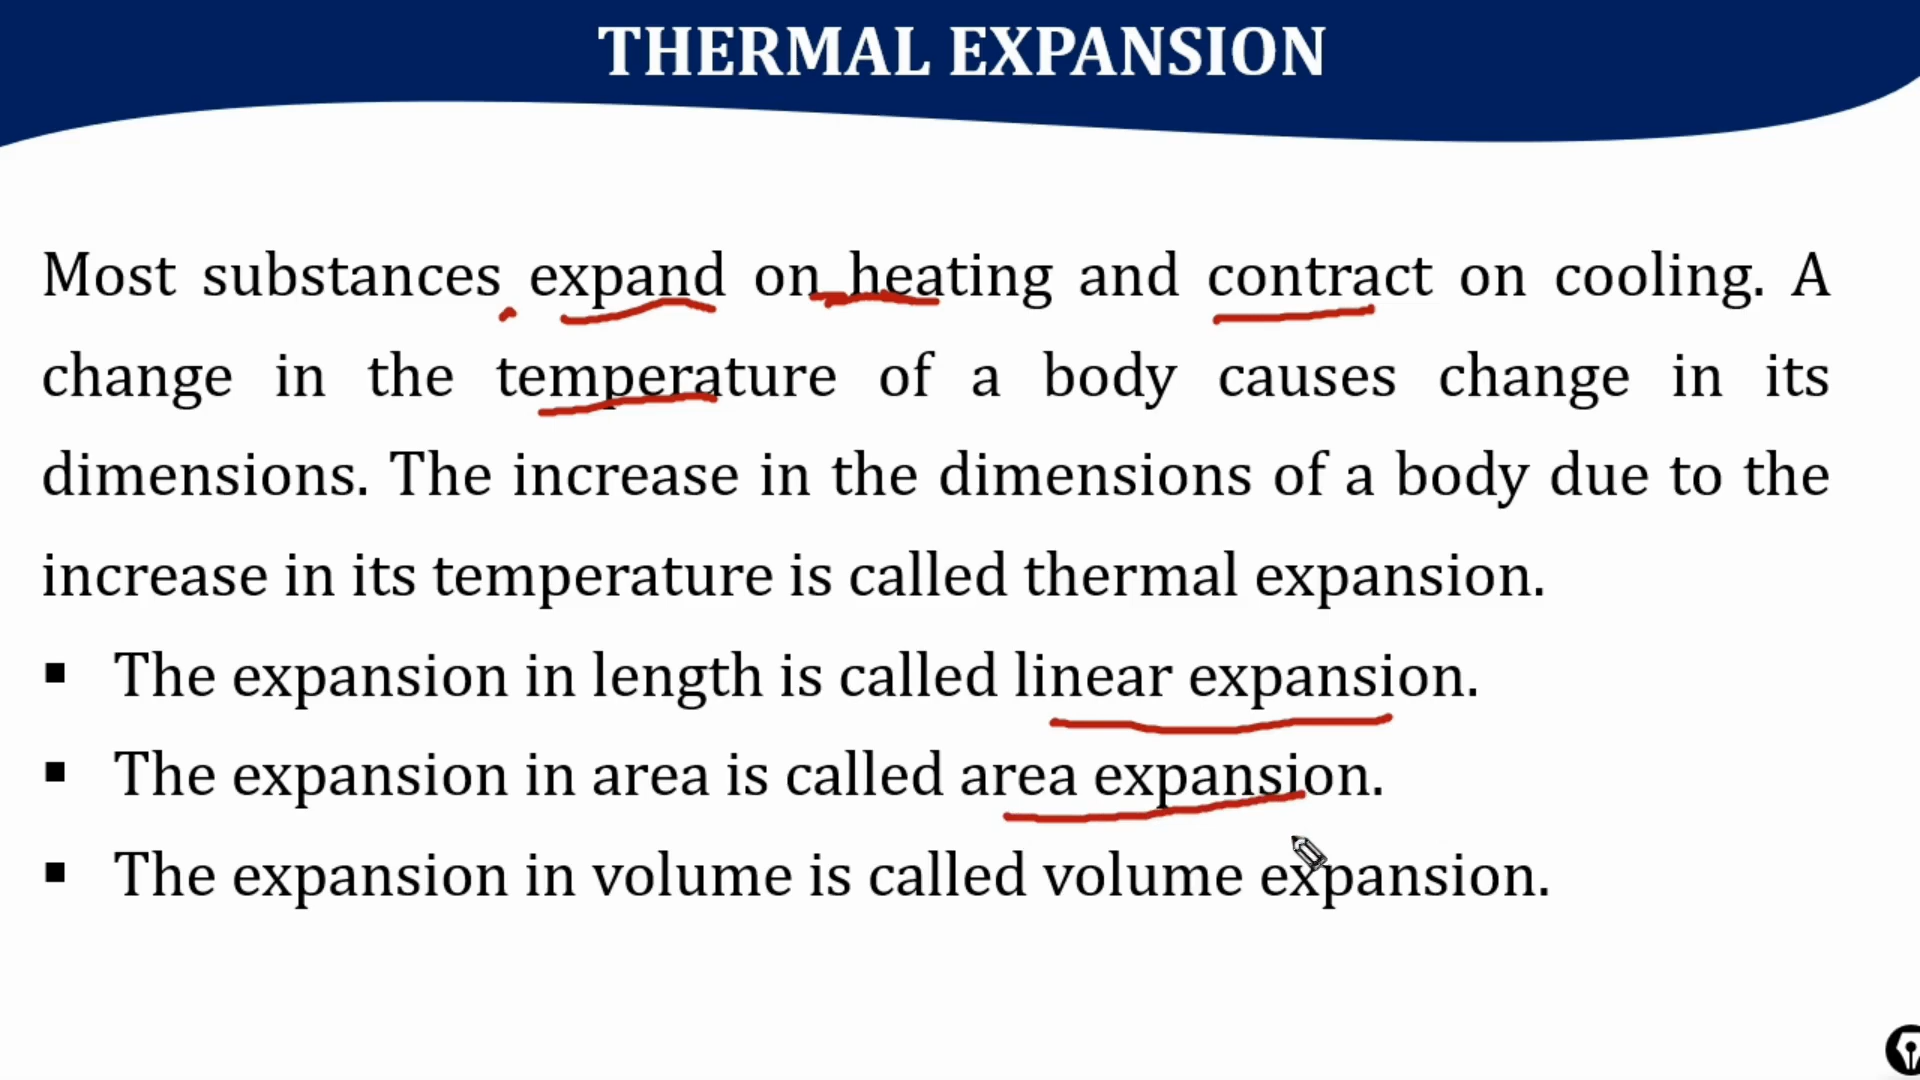 THERMAL EXPANSION
Most substances expand on heating and contract on cooling. A
change in the temperature of a body causes change in its
dimensions. The increase in the dimensions of a body due to the
increase in its temperature is called thermal expansion.
▪ The expansion in length is called linear expansion.
▪ The expansion in area is called area expansion.
▪ The expansion in volume is called volume expansion.